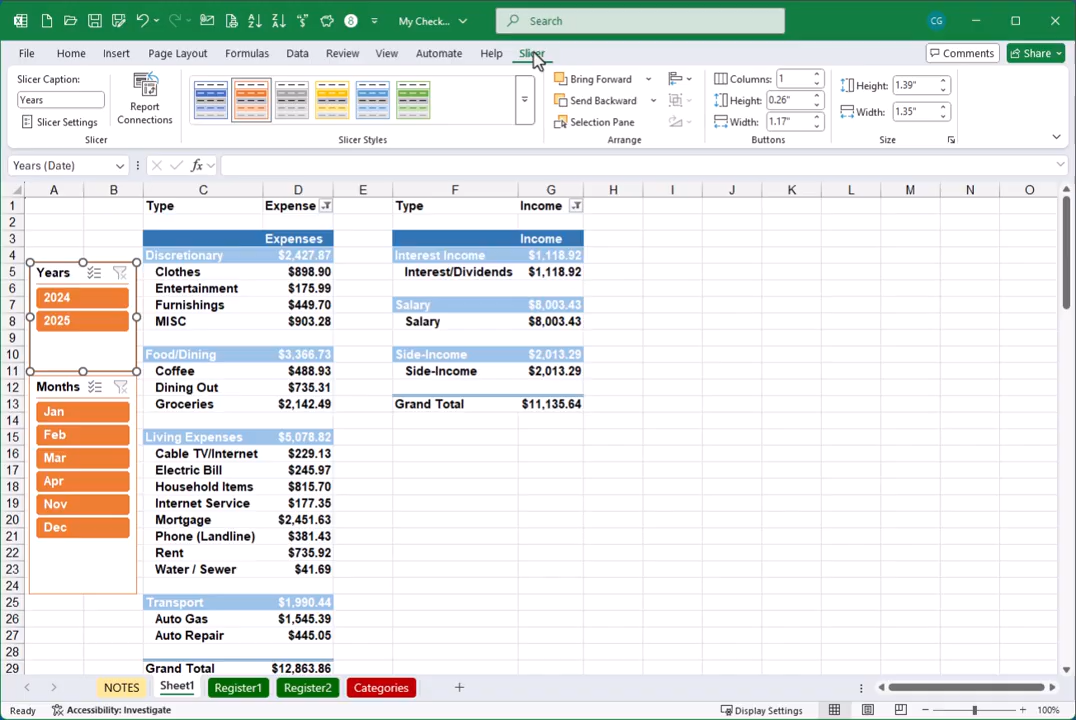 8 My Check... Search CG
File Home Insert Page Layout Formulas Data Review View Automate Help Slicer Comments Share
Slicer Caption:
Years
Slicer Settings
Report
Connections
Slicer
Slicer Styles
Bring Forward
Send Backward
Selection Pane
Arrange
Columns: 1
Height: 0.26"
Width: 1.17"
Buttons
Height: 1.39"
Width: 1.35"
Size
Years (Date) fx
A B C D E F G H I J K L M N O
1 Type Expense Type Income
2
3 Expenses Income
4 Discretionary $2,427.87 Interest Income $1,118.92
5 Clothes $898.90 Interest/Dividends $1,118.92
6 Entertainment $175.99
7 Furnishings $449.70 Salary $8,003.43
8 MISC $903.28 Salary $8,003.43
9
10 Food/Dining $3,366.73 Side-Income $2,013.29
11 Coffee $488.93 Side-Income $2,013.29
12 Dining Out $735.31
13 Groceries $2,142.49 Grand Total $11,135.64
14
15 Living Expenses $5,078.82
16 Cable TV/Internet $229.13
17 Electric Bill $245.97
18 Household Items $815.70
19 Internet Service $177.35
20 Mortgage $2,451.63
21 Phone (Landline) $381.43
22 Rent $735.92
23 Water / Sewer $41.69
24
25 Transport $1,990.44
26 Auto Gas $1,545.39
27 Auto Repair $445.05
28
29 Grand Total $12,863.86
Years
2024
2025
Months
Jan
Feb
Mar
Apr
Nov
Dec
NOTES Sheet1 Register1 Register2 Categories
Ready Accessibility: Investigate Display Settings 100%